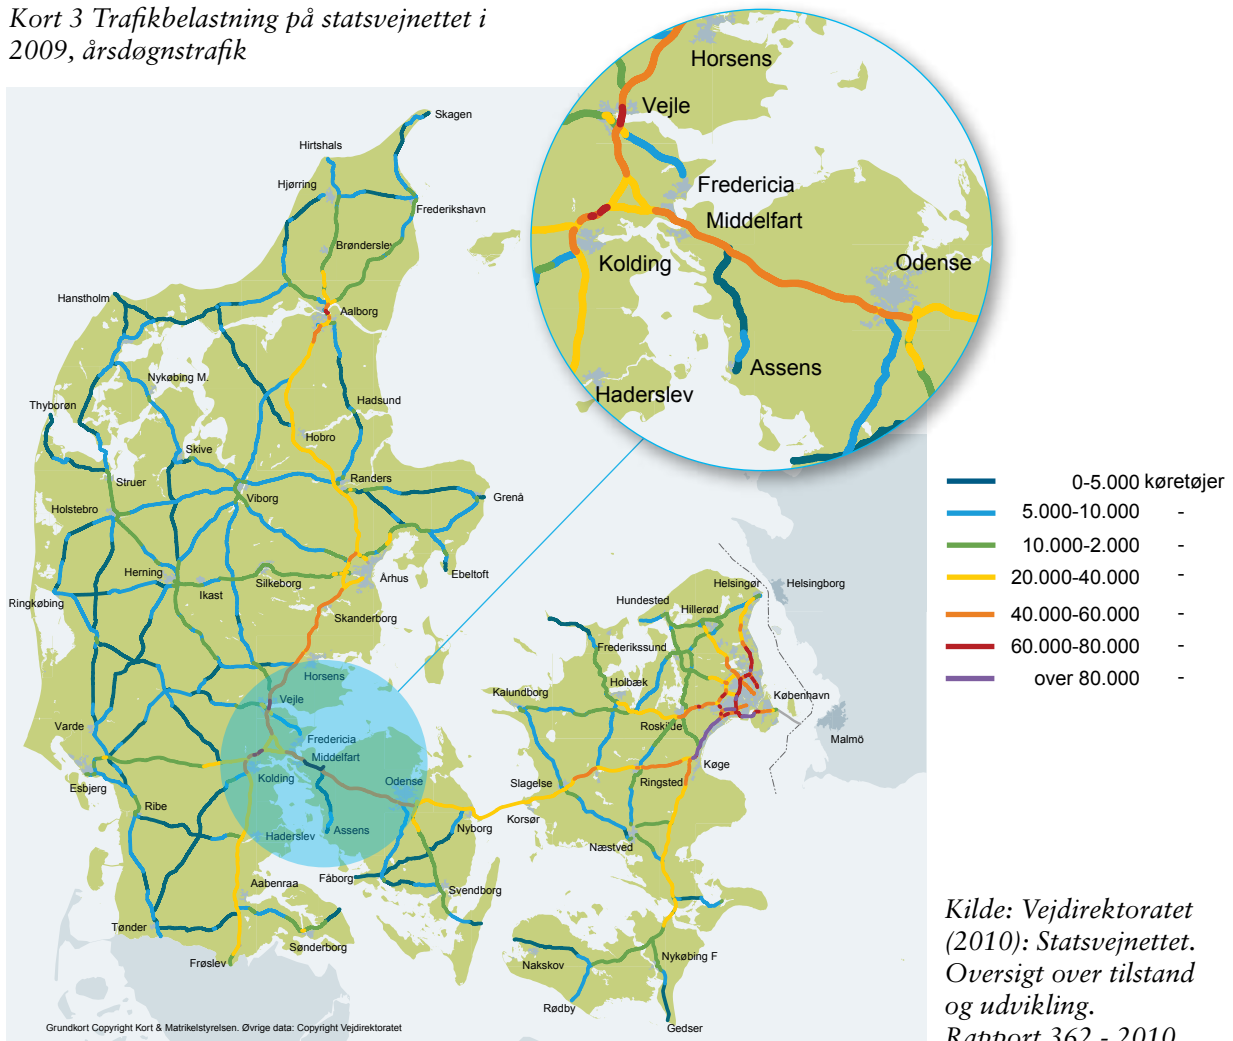 Kort 3 Trafikbelastning på statsvejnettet i
2009, årsdøgnstrafik
Horsens
Vejle
Fredericia
Middelfart
Kolding
Odense
Assens
Haderslev
Skagen
Hirtshals
Hjørring
Frederikshavn
Brønderslev
Hanstholm
Aalborg
Nykøbing M.
Thyborøn
Hadsund
Hobro
Skive
Struer
Randers
Viborg
Grenå
Holstebro
Herning
Silkeborg
Århus
Ebeltoft
Ikast
Ringkøbing
Skanderborg
Horsens
Vejle
Varde
Fredericia
Middelfart
Kolding
Odense
Esbjerg
Ribe
Haderslev
Assens
Nyborg
Korsør
Slagelse
Fåborg
Aabenraa
Svendborg
Tønder
Sønderborg
Frøslev
Helsingør
Helsingborg
Hundested
Hillerød
Frederikssund
Holbæk
Kalundborg
København
Roskilde
Malmö
Køge
Ringsted
Næstved
Nakskov
Nykøbing F
Rødby
Gedser
0-5.000 køretøjer
5.000-10.000 -
10.000-2.000 -
20.000-40.000 -
40.000-60.000 -
60.000-80.000 -
over 80.000 -
Kilde: Vejdirektoratet
(2010): Statsvejnettet.
Oversigt over tilstand
og udvikling.
Rapport 362 - 2010
Grundkort Copyright Kort & Matrikelstyrelsen. Øvrige data: Copyright Vejdirektoratet